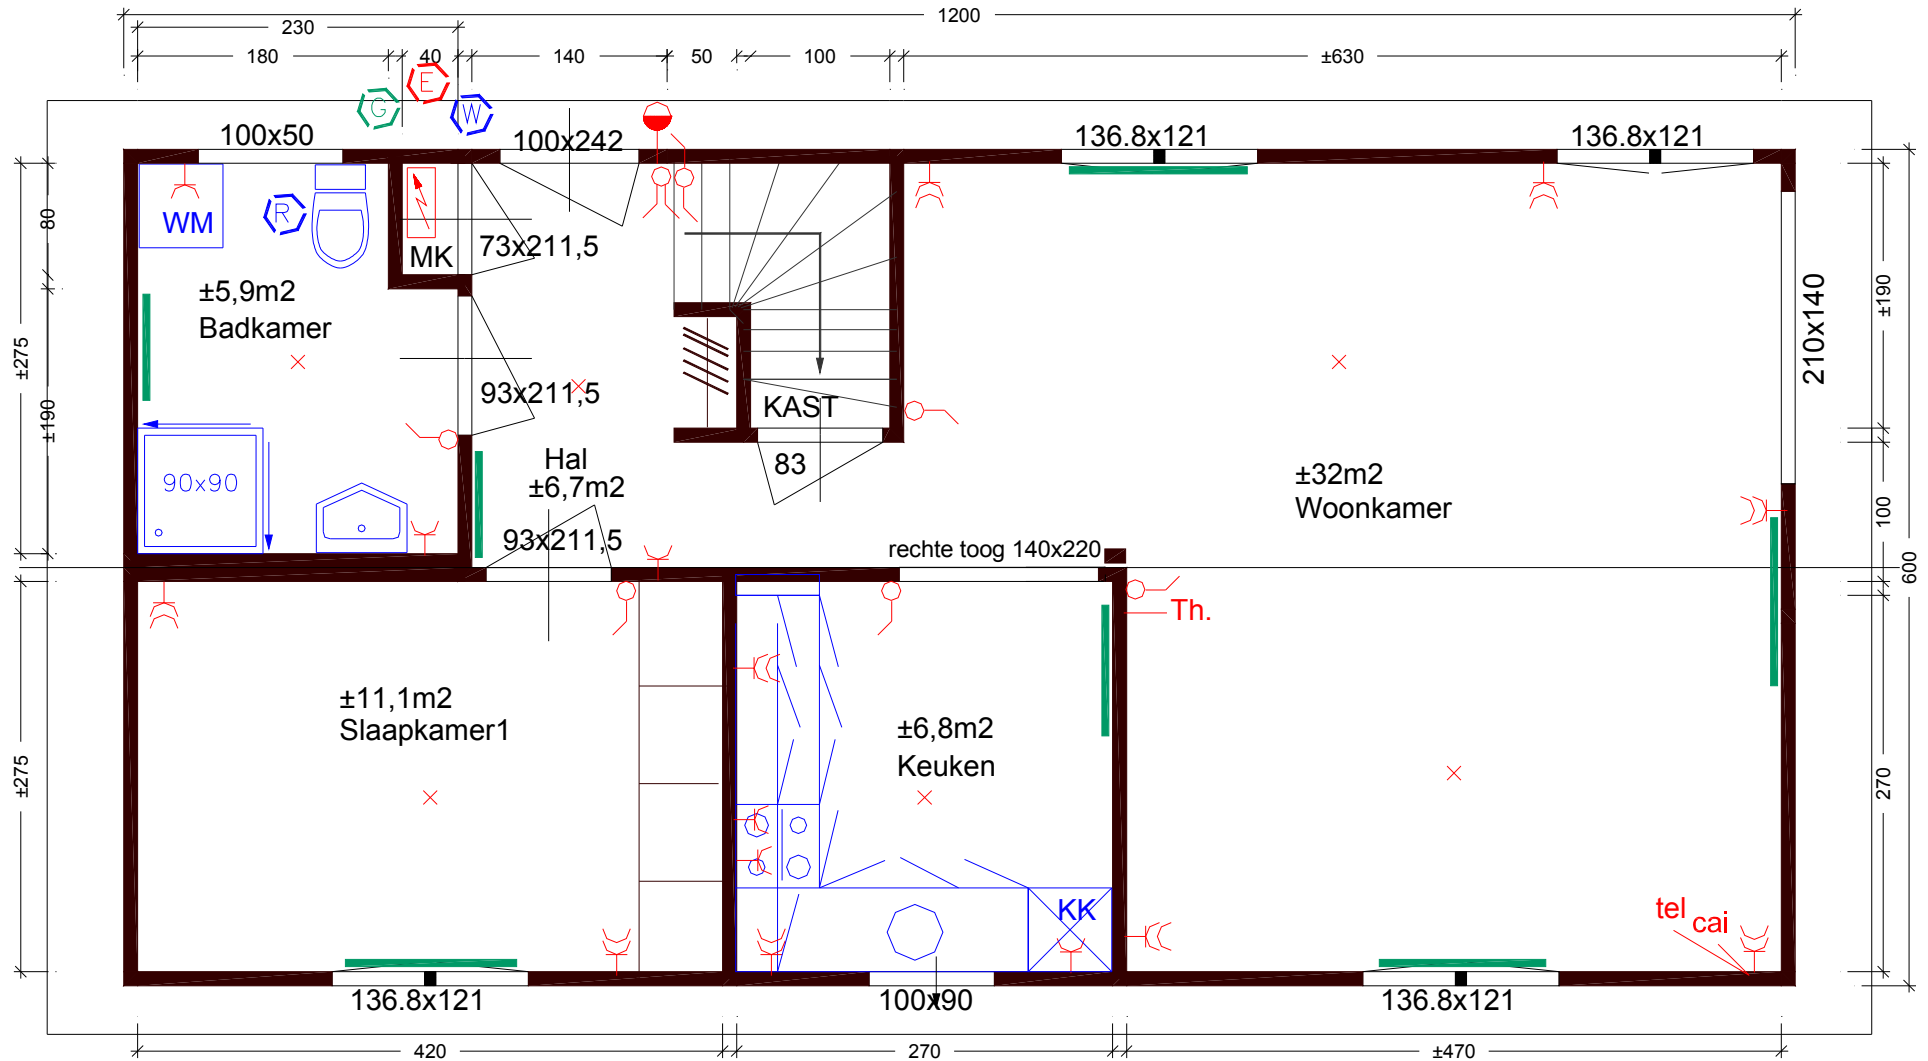 1200
230
180
40
140
50
100
±630
G
E
W
100x50
100x242
136.8x121
136.8x121
WM
R
MK
73x211,5
80
±5,9m2
Badkamer
±275
±190
93x211,5
KAST
Hal
±6,7m2
83
90x90
93x211,5
rechte toog 140x220
±32m2
Woonkamer
210x140
±190
100
600
Th.
±11,1m2
Slaapkamer1
±275
±6,8m2
Keuken
270
KK
tel
cai
136.8x121
100x90
136.8x121
420
270
±470